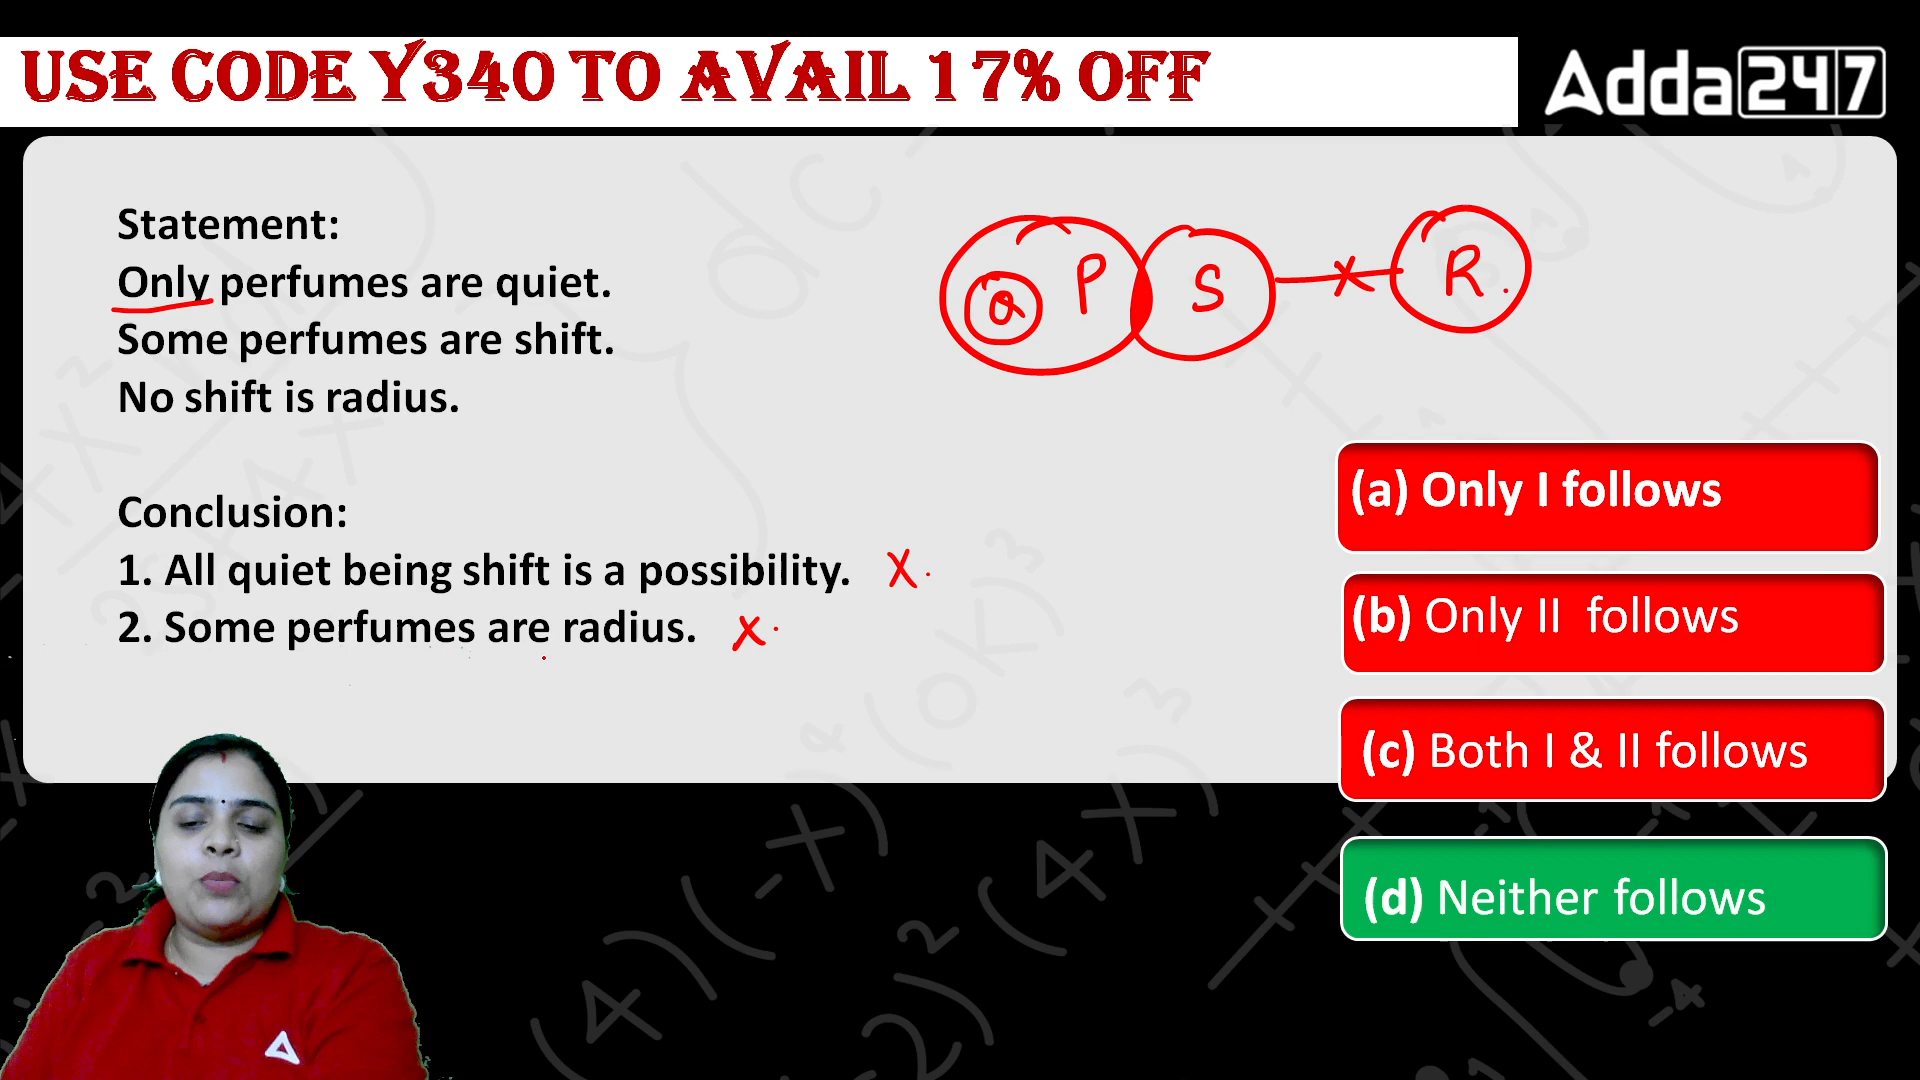 USE CODE Y340 TO AVAIL 17% OFF
Adda247
Statement:
Only perfumes are quiet.
Some perfumes are shift.
No shift is radius.
Q P S X R
Conclusion:
1. All quiet being shift is a possibility. X
2. Some perfumes are radius. X
(a) Only I follows
(b) Only II follows
(c) Both I & II follows
(d) Neither follows